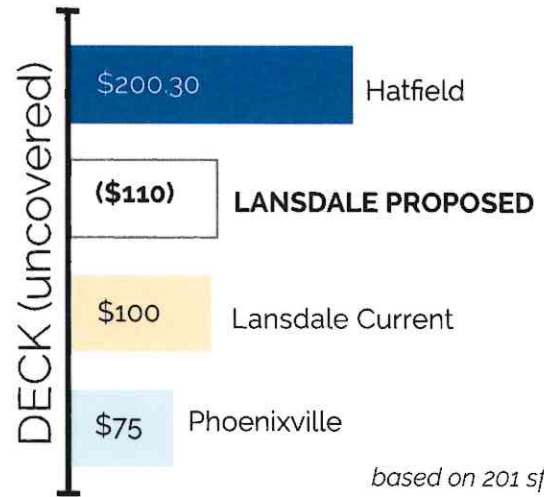 DECK (uncovered)
$200.30 Hatfield
($110) LANSDALE PROPOSED
$100 Lansdale Current
$75 Phoenixville
based on 201 sf